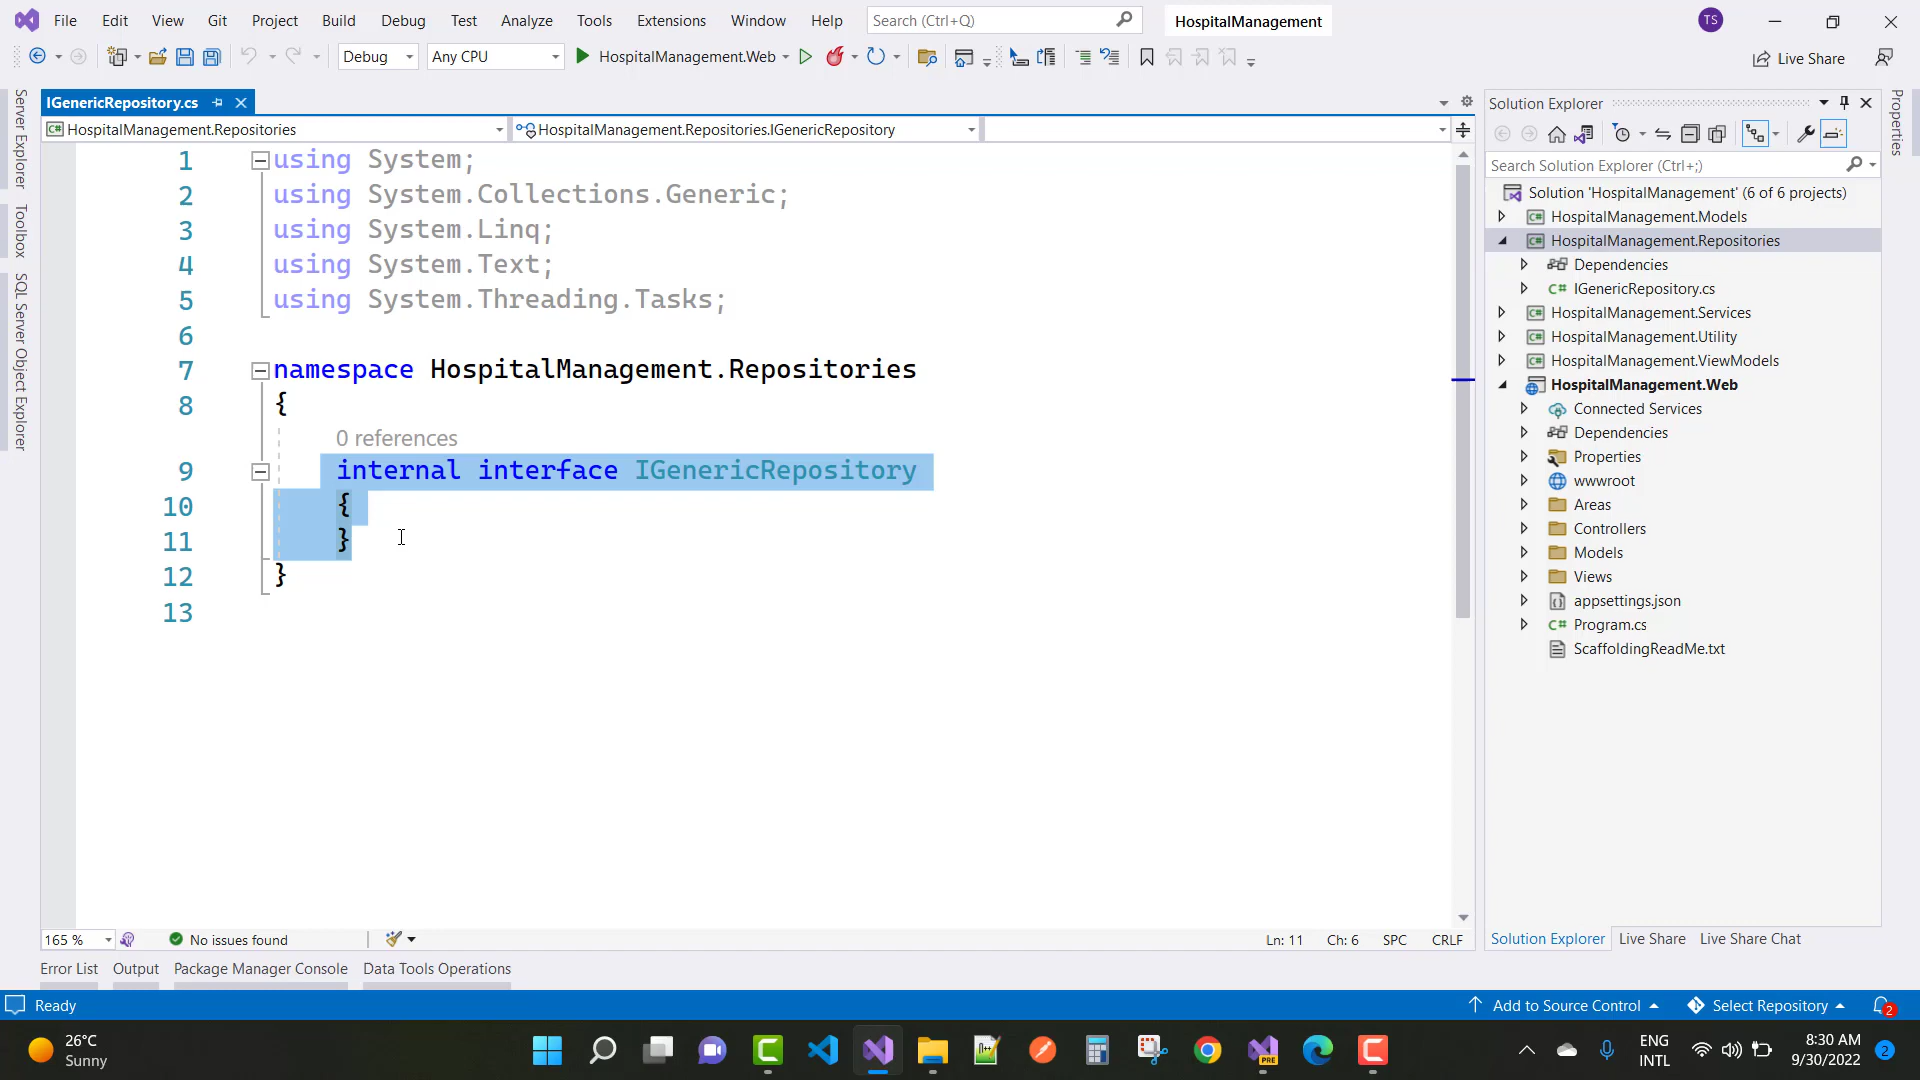 File Edit View Git Project Build Debug Test Analyze Tools Extensions Window Help Search (Ctrl+Q) HospitalManagement TS
Debug Any CPU HospitalManagement.Web Live Share
Server Explorer
Toolbox
SQL Server Object Explorer
IGenericRepository.cs
HospitalManagement.Repositories HospitalManagement.Repositories.IGenericRepository
1 using System;
2 using System.Collections.Generic;
3 using System.Linq;
4 using System.Text;
5 using System.Threading.Tasks;
6
7 namespace HospitalManagement.Repositories
8 {
0 references
9 internal interface IGenericRepository
10 {
11 }
12 }
13
165 % No issues found Ln: 11 Ch: 6 SPC CRLF
Solution Explorer
Search Solution Explorer (Ctrl+;)
Solution 'HospitalManagement' (6 of 6 projects)
C# HospitalManagement.Models
C# HospitalManagement.Repositories
Dependencies
C# IGenericRepository.cs
C# HospitalManagement.Services
C# HospitalManagement.Utility
C# HospitalManagement.ViewModels
HospitalManagement.Web
Connected Services
Dependencies
Properties
wwwroot
Areas
Controllers
Models
Views
appsettings.json
C# Program.cs
ScaffoldingReadMe.txt
Solution Explorer Live Share Live Share Chat
Properties
Error List Output Package Manager Console Data Tools Operations
Ready Add to Source Control Select Repository 2
26°C
Sunny
PRE
ENG
INTL
8:30 AM
9/30/2022
2